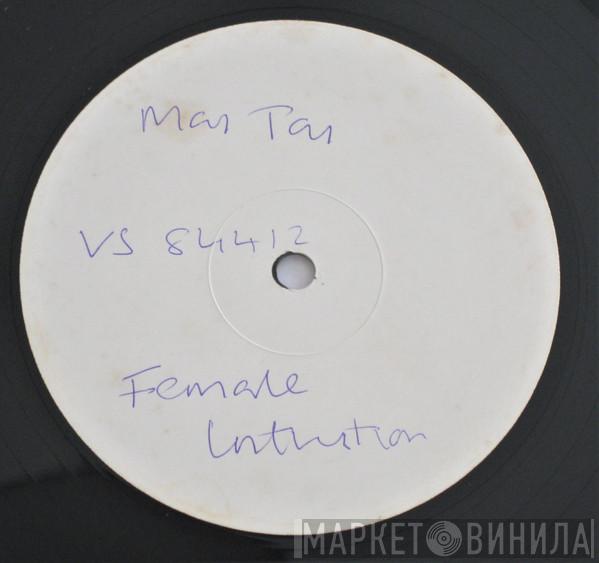 Mai Tai
VS 84412
Female
Intuition
МАРКЕТ ВИНИЛА